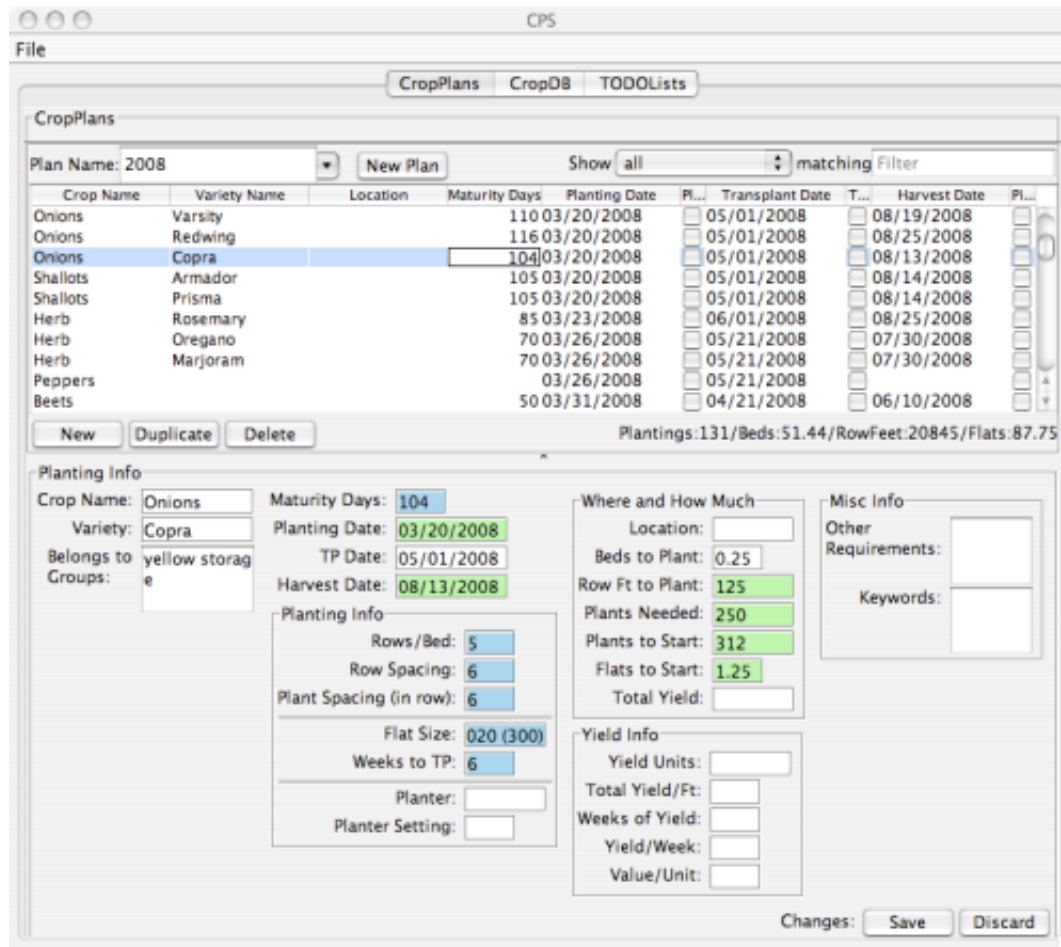 CPS
File
CropPlans CropDB TODOLists
CropPlans
Plan Name: 2008 New Plan Show all matching Filter
Crop Name Variety Name Location Maturity Days Planting Date Pl... Transplant Date T... Harvest Date Pl...
Onions Varsity 110 03/20/2008 05/01/2008 08/19/2008
Onions Redwing 116 03/20/2008 05/01/2008 08/25/2008
Onions Copra 104 03/20/2008 05/01/2008 08/13/2008
Shallots Armador 105 03/20/2008 05/01/2008 08/14/2008
Shallots Prisma 105 03/20/2008 05/01/2008 08/14/2008
Herb Rosemary 85 03/23/2008 06/01/2008 08/25/2008
Herb Oregano 70 03/26/2008 05/21/2008 07/30/2008
Herb Marjoram 70 03/26/2008 05/21/2008 07/30/2008
Peppers 03/26/2008 05/21/2008
Beets 50 03/31/2008 04/21/2008 06/10/2008
New Duplicate Delete Plantings:131/Beds:51.44/RowFeet:20845/Flats:87.75
Planting Info
Crop Name: Onions
Variety: Copra
Belongs to Groups: yellow storag
e
Maturity Days: 104
Planting Date: 03/20/2008
TP Date: 05/01/2008
Harvest Date: 08/13/2008
Planting Info
Rows/Bed: 5
Row Spacing: 6
Plant Spacing (in row): 6
Flat Size: 020 (300)
Weeks to TP: 6
Planter:
Planter Setting:
Where and How Much
Location:
Beds to Plant: 0.25
Row Ft to Plant: 125
Plants Needed: 250
Plants to Start: 312
Flats to Start: 1.25
Total Yield:
Yield Info
Yield Units:
Total Yield/Ft:
Weeks of Yield:
Yield/Week:
Value/Unit:
Misc Info
Other
Requirements:
Keywords:
Changes: Save Discard